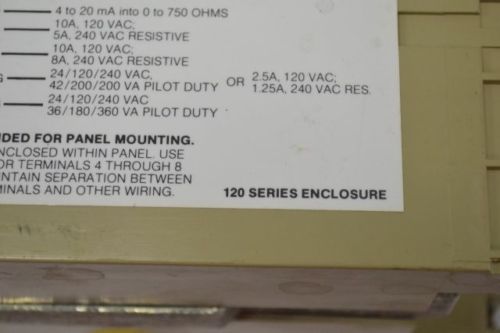 4 to 20 mA into 0 to 750 OHMS
10A, 120 VAC;
5A, 240 VAC RESISTIVE
10A, 120 VAC;
8A, 240 VAC RESISTIVE
24/120/240 VAC, OR 2.5A, 120 VAC;
42/200/200 VA PILOT DUTY 1.25A, 240 VAC RES.
24/120/240 VAC
36/180/360 VA PILOT DUTY
NDED FOR PANEL MOUNTING.
NCLOSED WITHIN PANEL. USE
OR TERMINALS 4 THROUGH 8
NTAIN SEPARATION BETWEEN
MINALS AND OTHER WIRING.
120 SERIES ENCLOSURE